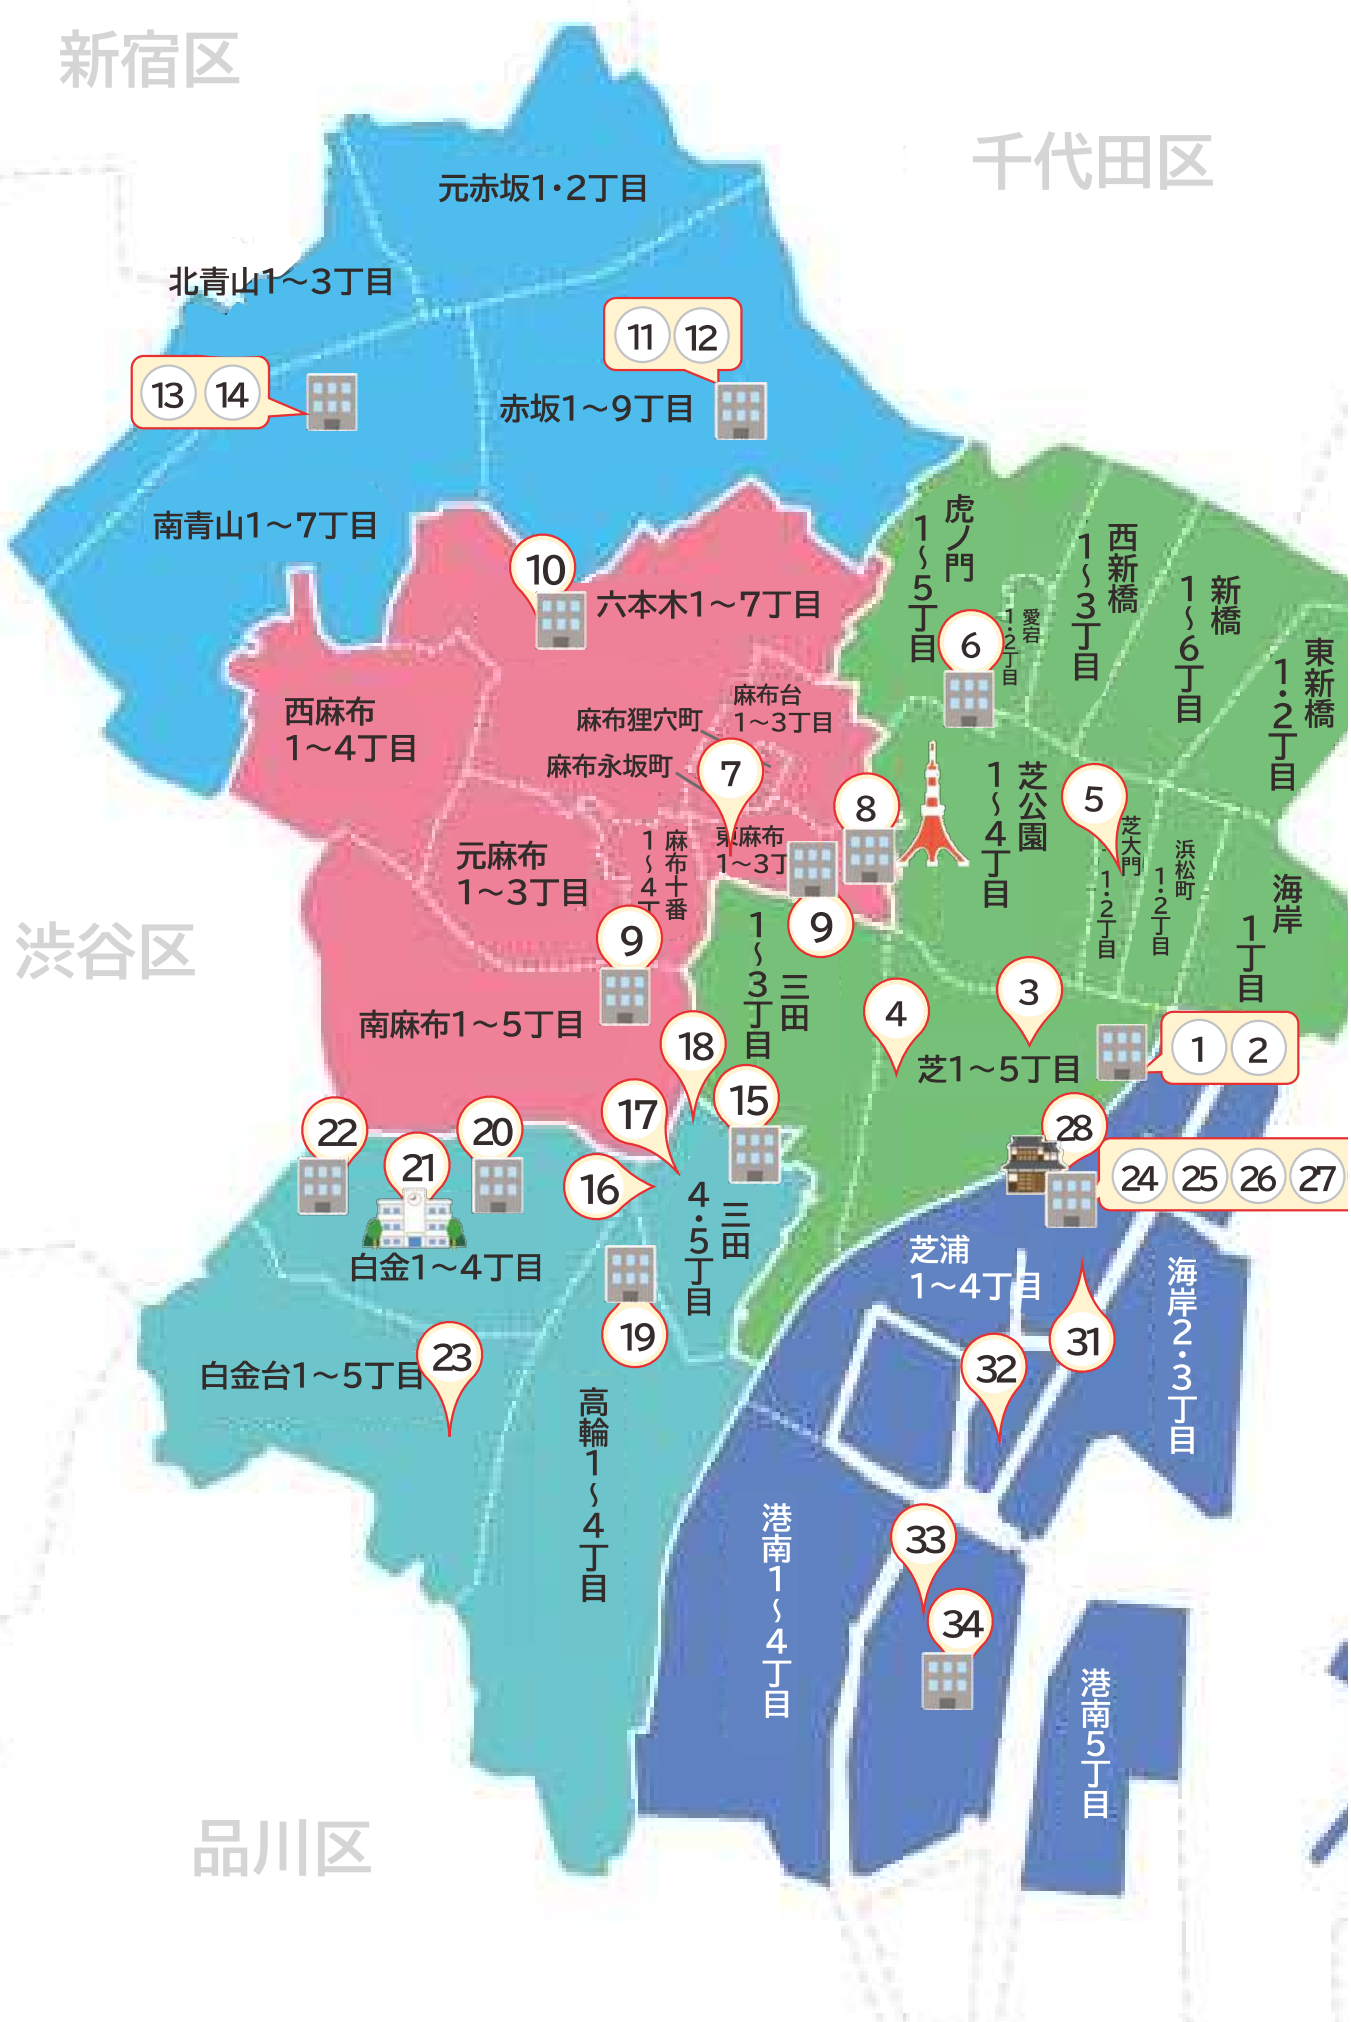 新宿区
千代田区
元赤坂1・2丁目
北青山1～3丁目
11 12
13 14
赤坂1～9丁目
南青山1～7丁目
虎ノ門
1～5丁目
西新橋
1～3丁目
新橋
1～6丁目
東新橋
1・2丁目
愛宕
1・2丁目
10
六本木1～7丁目
6
西麻布
1～4丁目
麻布台
1～3丁目
麻布狸穴町
麻布永坂町
7
8
芝公園
1～4丁目
5
芝大門
1・2丁目
浜松町
1・2丁目
海岸
1丁目
元麻布
1～3丁目
麻布十番
1～4丁
東麻布
1～3丁
9
9
渋谷区
三田
1～3丁目
南麻布1～5丁目
4
3
芝1～5丁目
1 2
18
17
15
16
22
21
20
28
24 25 26 27
三田
4・5丁目
白金1～4丁目
19
芝浦
1～4丁目
海岸2・3丁目
31
32
白金台1～5丁目
23
高輪1～4丁目
港南1～4丁目
33
34
港南5丁目
品川区